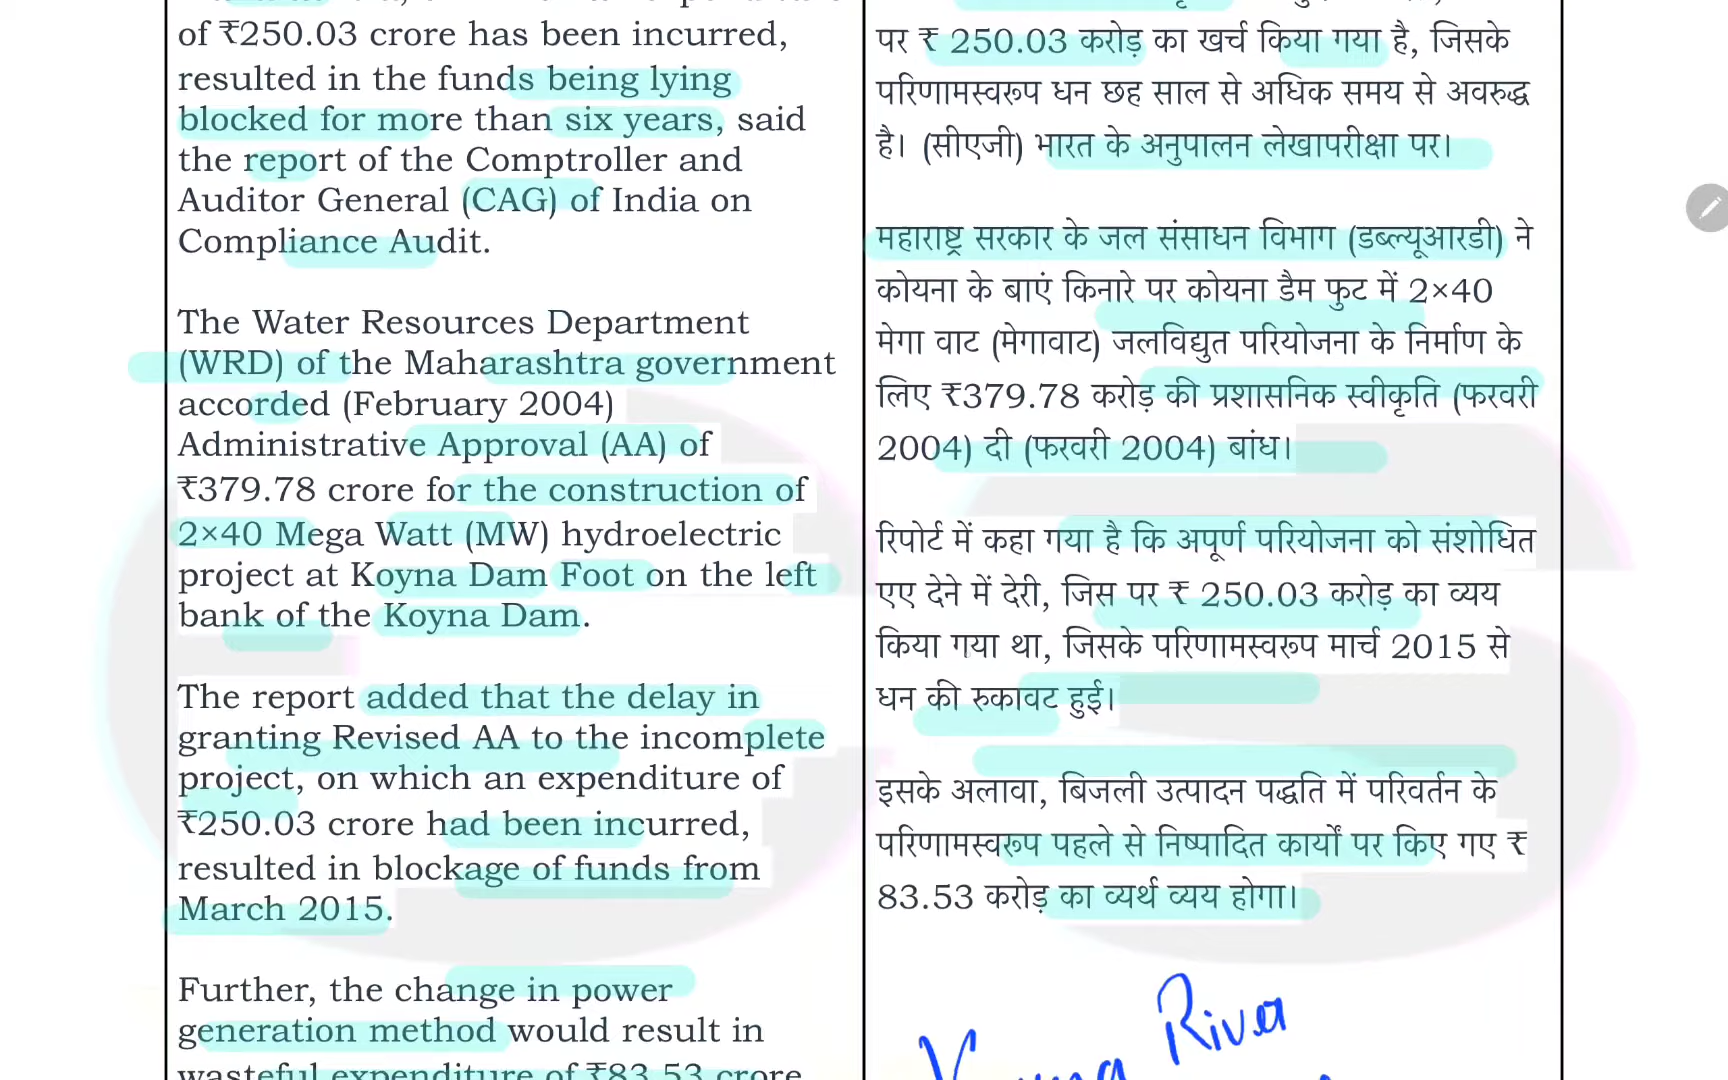 of ₹250.03 crore has been incurred,
resulted in the funds being lying
blocked for more than six years, said
the report of the Comptroller and
Auditor General (CAG) of India on
Compliance Audit.
The Water Resources Department
(WRD) of the Maharashtra government
accorded (February 2004)
Administrative Approval (AA) of
₹379.78 crore for the construction of
2×40 Mega Watt (MW) hydroelectric
project at Koyna Dam Foot on the left
bank of the Koyna Dam.
The report added that the delay in
granting Revised AA to the incomplete
project, on which an expenditure of
₹250.03 crore had been incurred,
resulted in blockage of funds from
March 2015.
Further, the change in power
generation method would result in
wasteful expenditure of ₹83.53 crore
पर ₹ 250.03 करोड़ का खर्च किया गया है, जिसके
परिणामस्वरूप धन छह साल से अधिक समय से अवरुद्ध
है। (सीएजी) भारत के अनुपालन लेखापरीक्षा पर।
महाराष्ट्र सरकार के जल संसाधन विभाग (डब्ल्यूआरडी) ने
कोयना के बाएं किनारे पर कोयना डैम फुट में 2×40
मेगा वाट (मेगावाट) जलविद्युत परियोजना के निर्माण के
लिए ₹379.78 करोड़ की प्रशासनिक स्वीकृति (फरवरी
2004) दी (फरवरी 2004) बांध।
रिपोर्ट में कहा गया है कि अपूर्ण परियोजना को संशोधित
एए देने में देरी, जिस पर ₹ 250.03 करोड़ का व्यय
किया गया था, जिसके परिणामस्वरूप मार्च 2015 से
धन की रुकावट हुई।
इसके अलावा, बिजली उत्पादन पद्धति में परिवर्तन के
परिणामस्वरूप पहले से निष्पादित कार्यों पर किए गए ₹
83.53 करोड़ का व्यर्थ व्यय होगा।
River